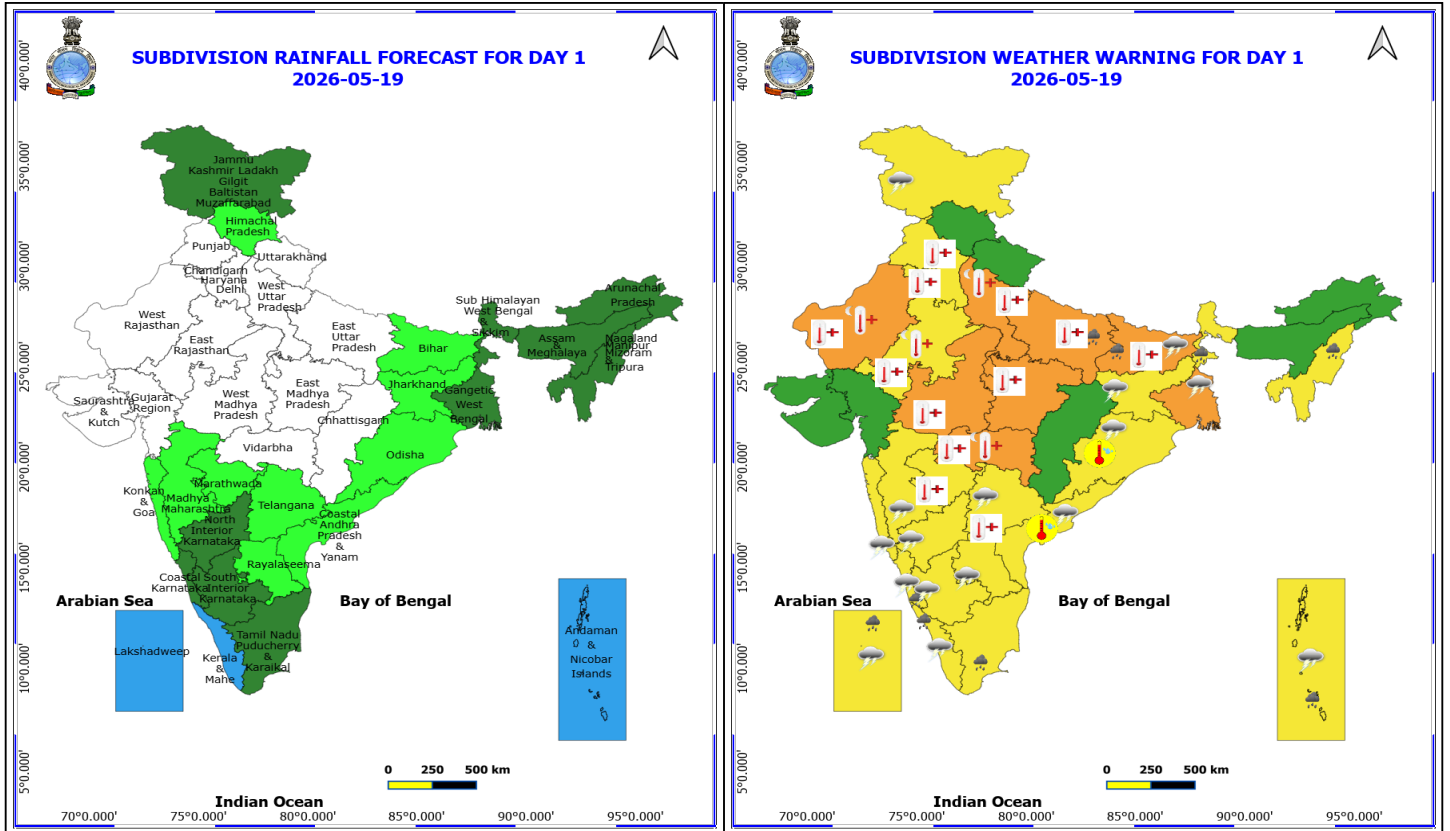 SUBDIVISION RAINFALL FORECAST FOR DAY 1
2026-05-19
40°0.000'
35°0.000'
30°0.000'
25°0.000'
20°0.000'
15°0.000'
10°0.000'
5°0.000'
Jammu
Kashmir Ladakh
Gilgit
Baltistan
Muzaffarabad
Himachal
Pradesh
Punjab
Uttarakhand
Chandigarh
Haryana
Delhi
West
Uttar
Pradesh
West
Rajasthan
East
Rajasthan
East
Uttar
Pradesh
Sub Himalayan
West Bengal
&
Sikkim
Arunachal
Pradesh
Assam
&
Meghalaya
Nagaland
Manipur
Mizoram
&
Tripura
Bihar
Jharkhand
Gangetic
West
Bengal
Saurashtra
&
Kutch
Gujarat
Region
West
Madhya
Pradesh
East
Madhya
Pradesh
Chhattisgarh
Vidarbha
Odisha
Konkan
&
Goa
Madhya
Maharashtra
Marathwada
Telangana
North
Interior
Karnataka
Coastal
Andhra
Pradesh
&
Yanam
Rayalaseema
Coastal
Karnataka
South
Interior
Karnataka
Arabian Sea
Bay of Bengal
Lakshadweep
Kerala
&
Mahe
Tamil Nadu
Puducherry
&
Karaikal
Andaman
&
Nicobar
Islands
0 250 500 km
Indian Ocean
70°0.000' 75°0.000' 80°0.000' 85°0.000' 90°0.000' 95°0.000'
SUBDIVISION WEATHER WARNING FOR DAY 1
2026-05-19
40°0.000'
35°0.000'
30°0.000'
25°0.000'
20°0.000'
15°0.000'
10°0.000'
5°0.000'
Arabian Sea
Bay of Bengal
0 250 500 km
Indian Ocean
70°0.000' 75°0.000' 80°0.000' 85°0.000' 90°0.000' 95°0.000'